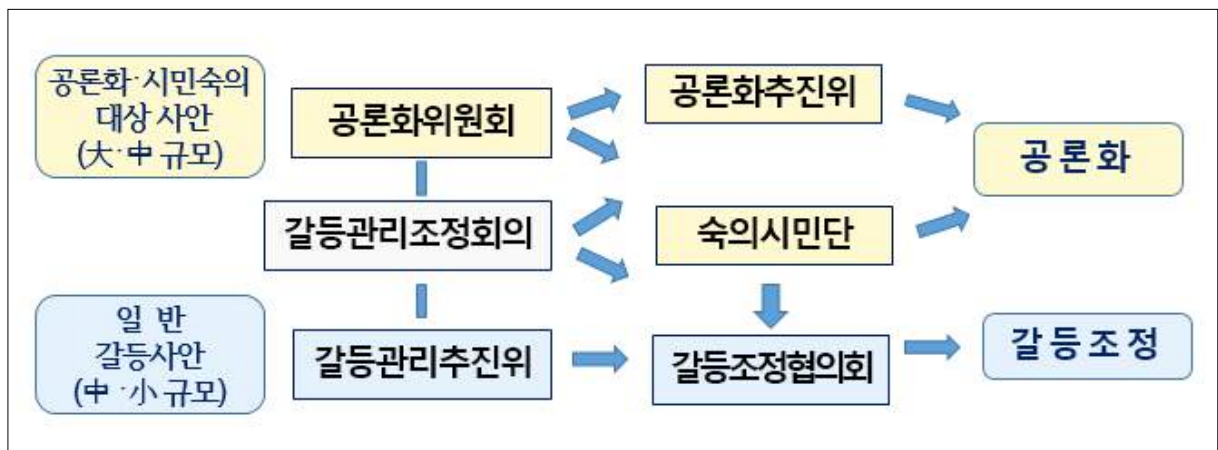 공론화·시민숙의
대상 사안
(大·中 규모)
공론화위원회
공론화추진위
공 론 화
갈등관리조정회의
숙의시민단
일 반
갈등사안
(中 ·小 규모)
갈등관리추진위
갈등조정협의회
갈 등 조 정